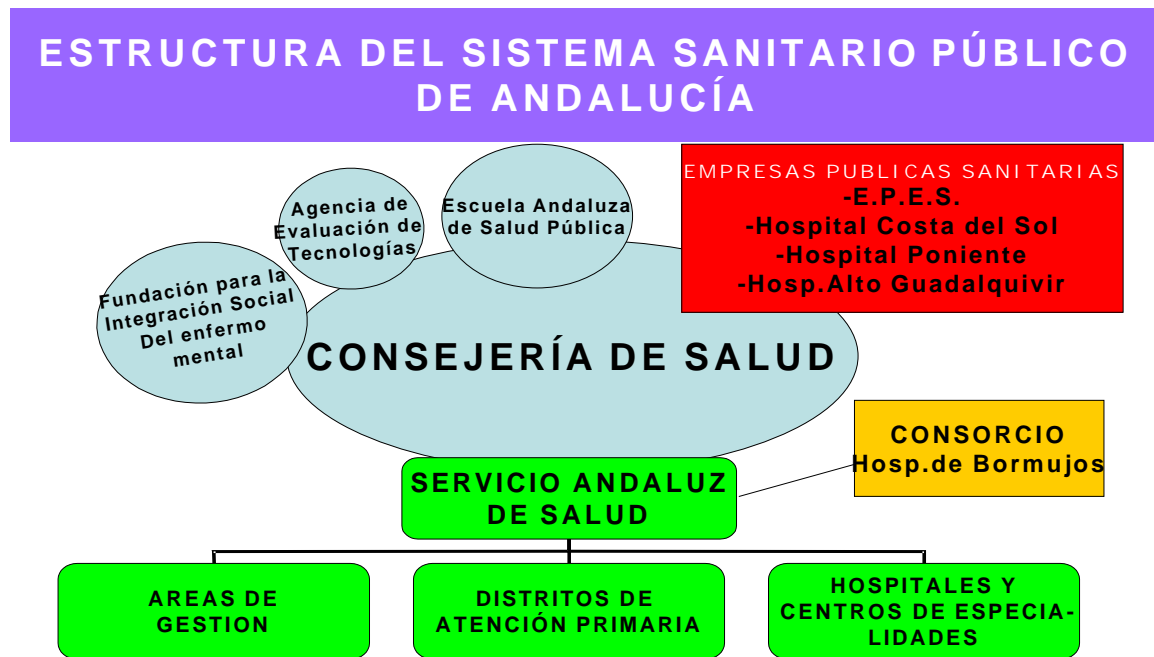 ESTRUCTURA DEL SISTEMA SANITARIO PÚBLICO
DE ANDALUCÍA
EMPRESAS PUBLICAS SANITARIAS
-E.P.E.S.
-Hospital Costa del Sol
-Hospital Poniente
-Hosp.Alto Guadalquivir
Escuela Andaluza
de Salud Pública
Agencia de
Evaluación de
Tecnologías
Fundación para la
Integración Social
Del enfermo
mental
CONSEJERÍA DE SALUD
CONSORCIO
Hosp.de Bormujos
SERVICIO ANDALUZ
DE SALUD
AREAS DE
GESTION
DISTRITOS DE
ATENCIÓN PRIMARIA
HOSPITALES Y
CENTROS DE ESPECIA-
LIDADES